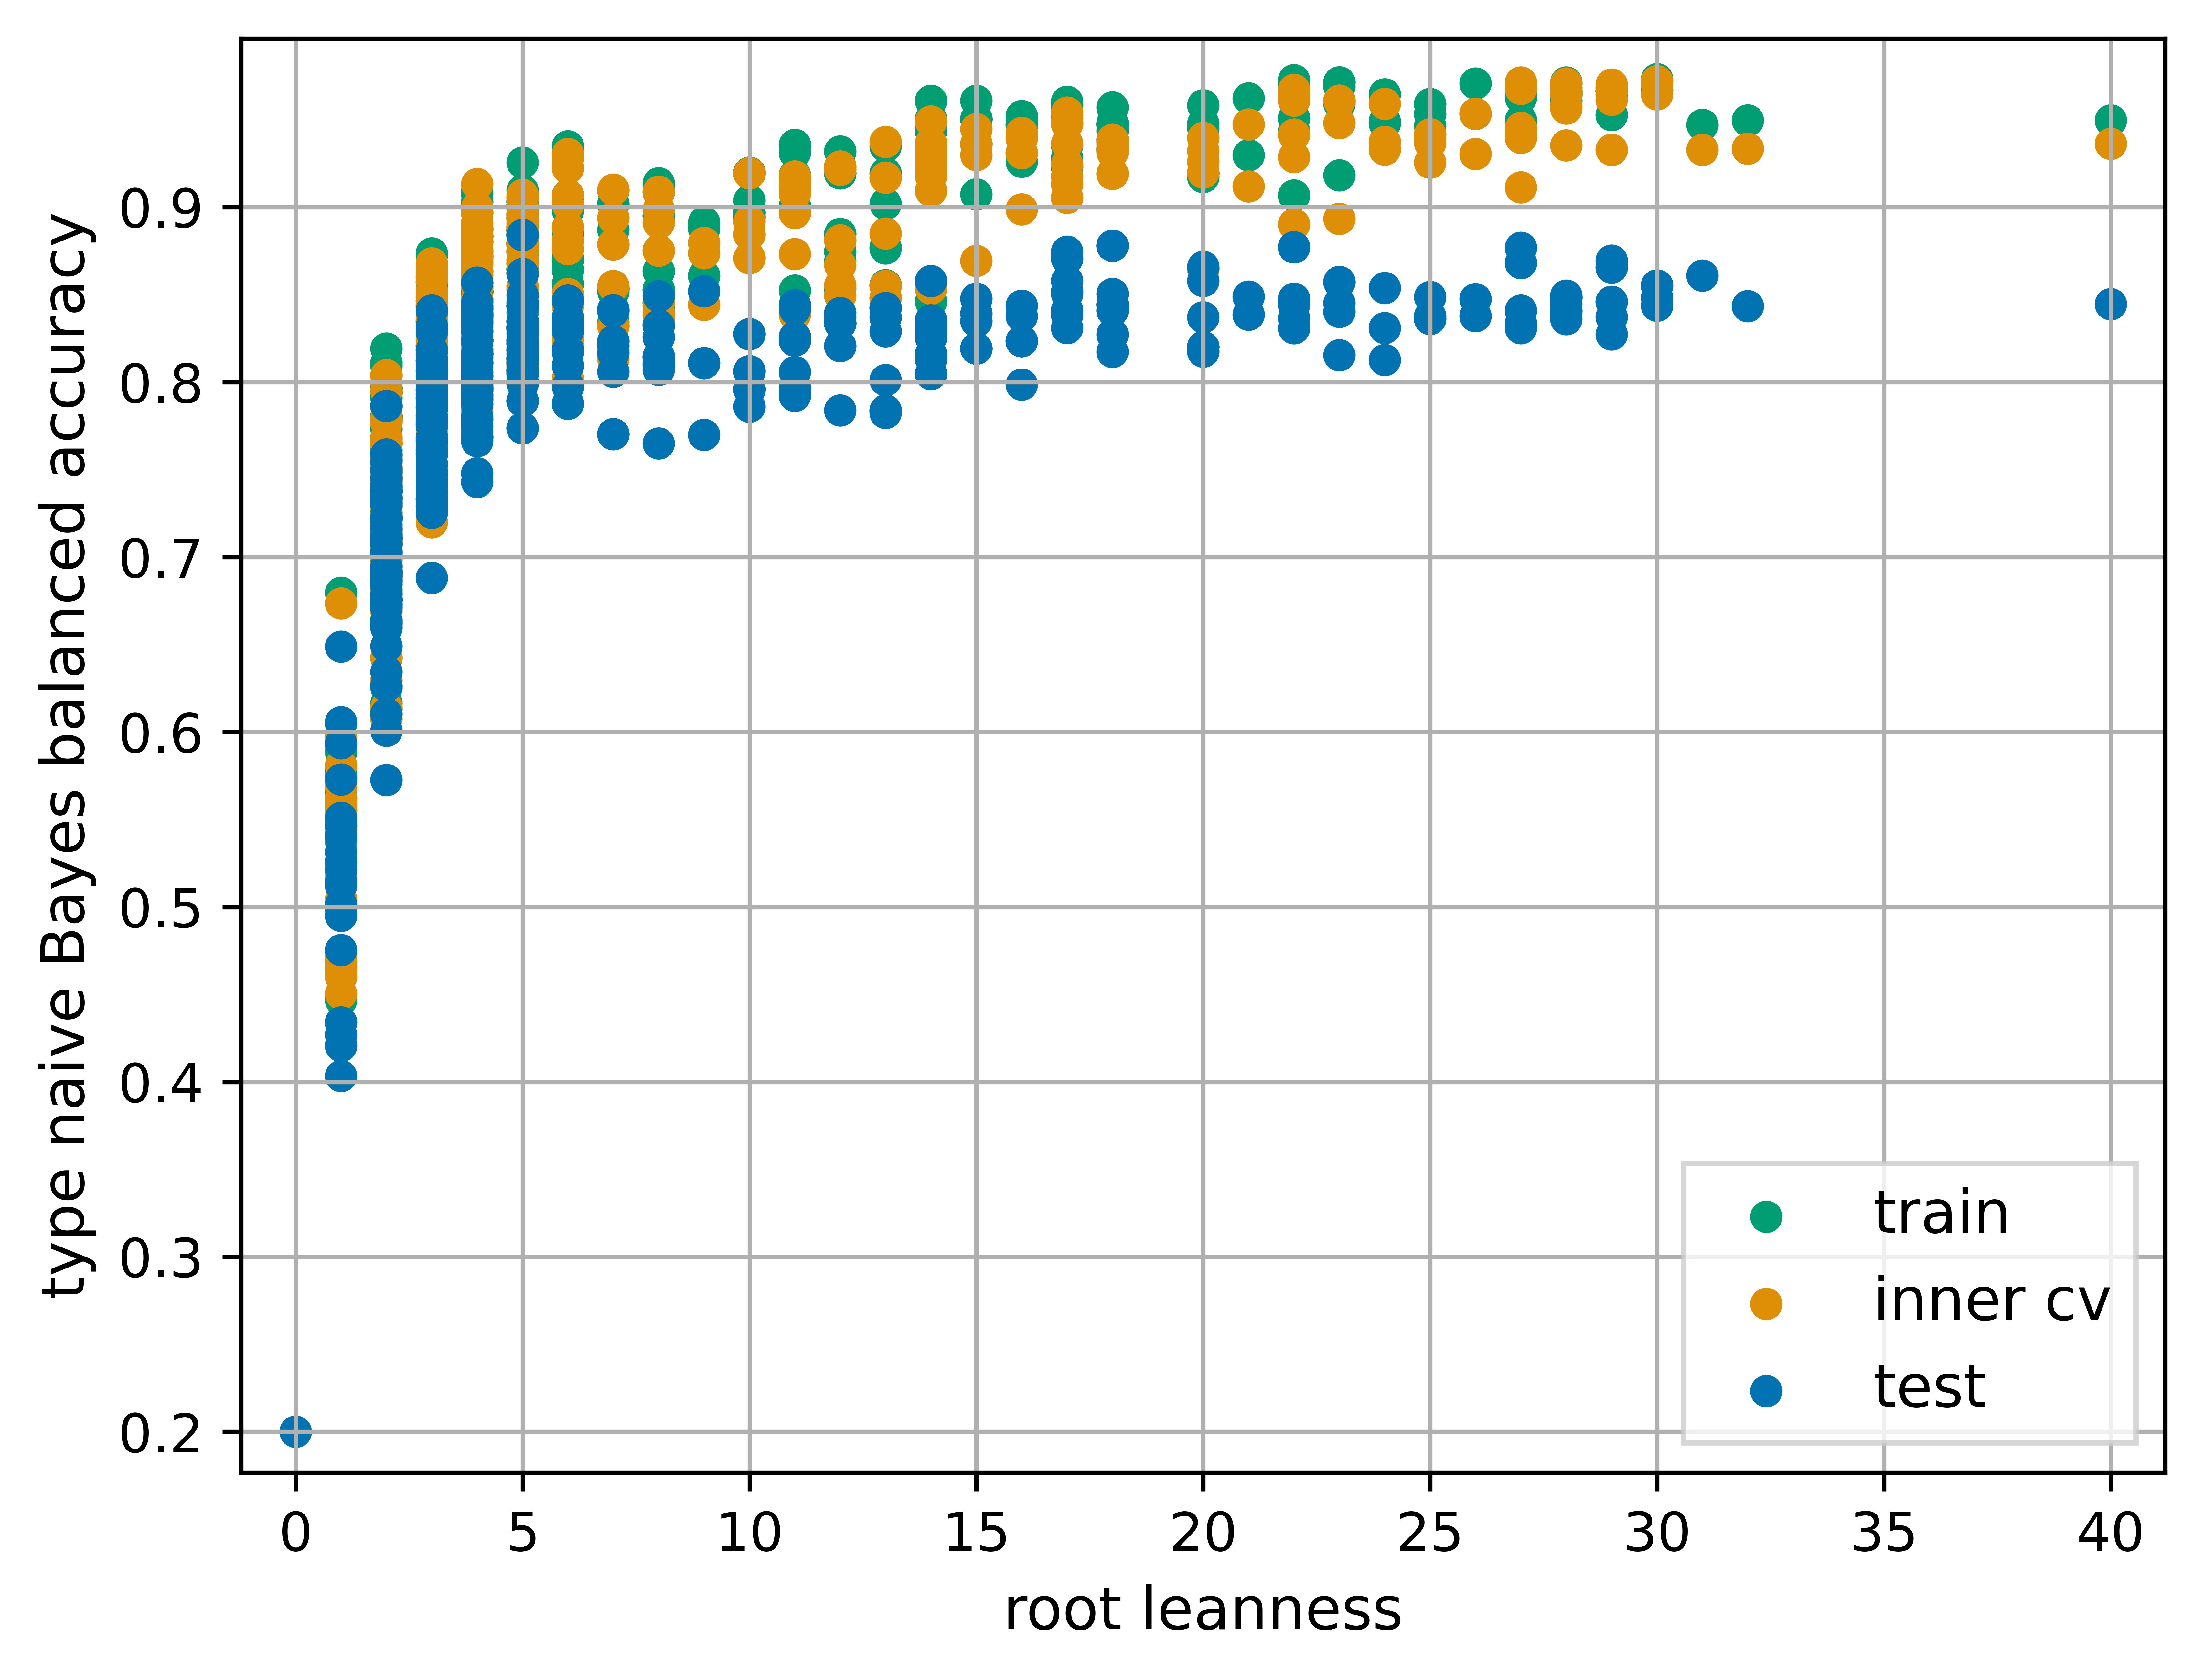 type naive Bayes balanced accuracy
0.9
0.8
0.7
0.6
0.5
0.4
0.3
0.2
train
inner cv
test
0 5 10 15 20 25 30 35 40
root leanness